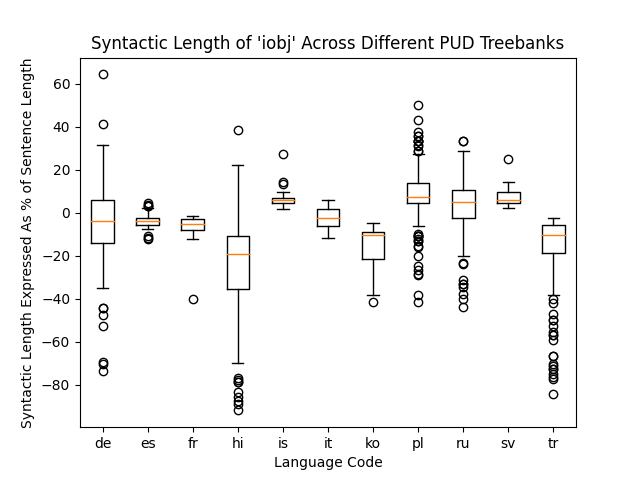 Syntactic Length of 'iobj' Across Different PUD Treebanks
Syntactic Length Expressed As % of Sentence Length
60
40
20
0
−20
−40
−60
−80
de es fr hi is it ko pl ru sv tr
Language Code